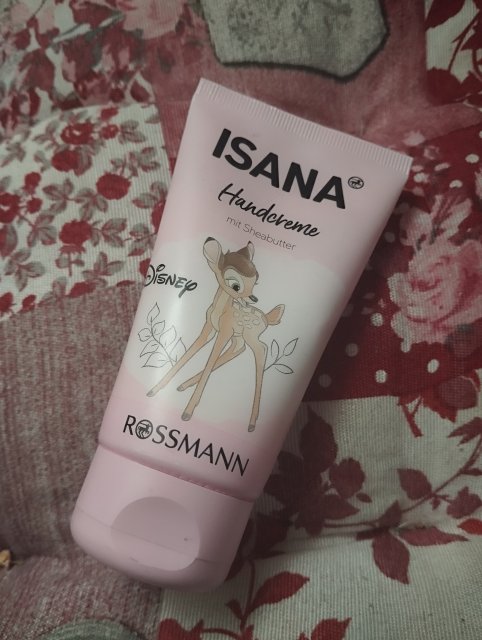 ISANA
Handcreme
mit Sheabutter
Disney
ROSSMANN